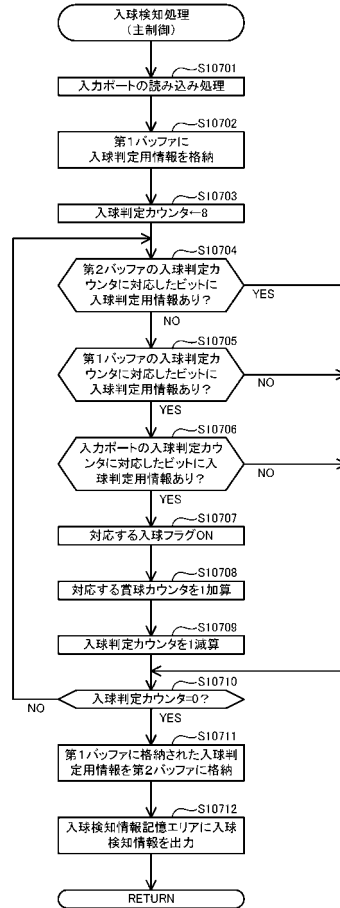 入球検知処理
(主制御)
S10701
入力ポートの読み込み処理
S10702
第1バッファに
入球判定用情報を格納
S10703
入球判定カウンタ←8
S10704
第2バッファの入球判定カ
ウンタに対応したビットに
入球判定用情報あり?
YES
NO
S10705
第1バッファの入球判定カ
ウンタに対応したビットに
入球判定用情報あり?
NO
YES
S10706
入力ポートの入球判定カウ
ンタに対応したビットに入
球判定用情報あり?
NO
YES
S10707
対応する入球フラグON
S10708
対応する賞球カウンタを1加算
S10709
入球判定カウンタを1減算
S10710
入球判定カウンタ=0?
NO
YES
S10711
第1バッファに格納された入球判
定用情報を第2バッファに格納
S10712
入球検知情報記憶エリアに入球
検知情報を出力
RETURN